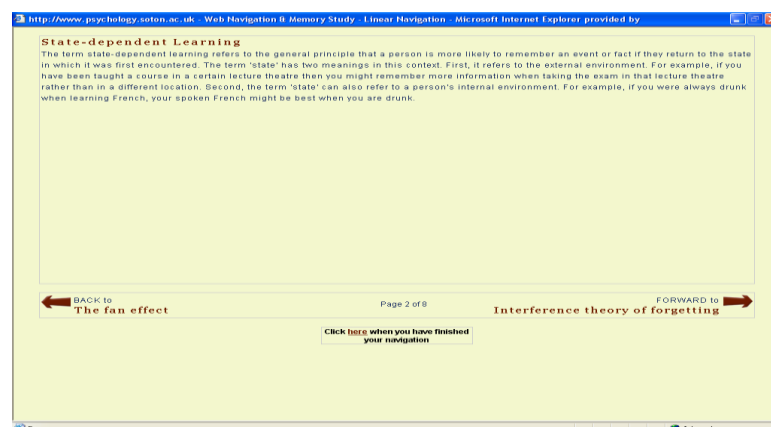 http://www.psychology.soton.ac.uk - Web Navigation & Memory Study - Linear Navigation - Microsoft Internet Explorer provided by
State-dependent Learning
The term state-dependent learning refers to the general principle that a person is more likely to remember an event or fact if they return to the state
in which it was first encountered. The term 'state' has two meanings in this context. First, it refers to the external environment. For example, if you
have been taught a course in a certain lecture theatre then you might remember more information when taking the exam in that lecture theatre
rather than in a different location. Second, the term 'state' can also refer to a person's internal environment. For example, if you were always drunk
when learning French, your spoken French might be best when you are drunk.
BACK to
The fan effect
Page 2 of 8
FORWARD to
Interference theory of forgetting
Click here when you have finished
your navigation